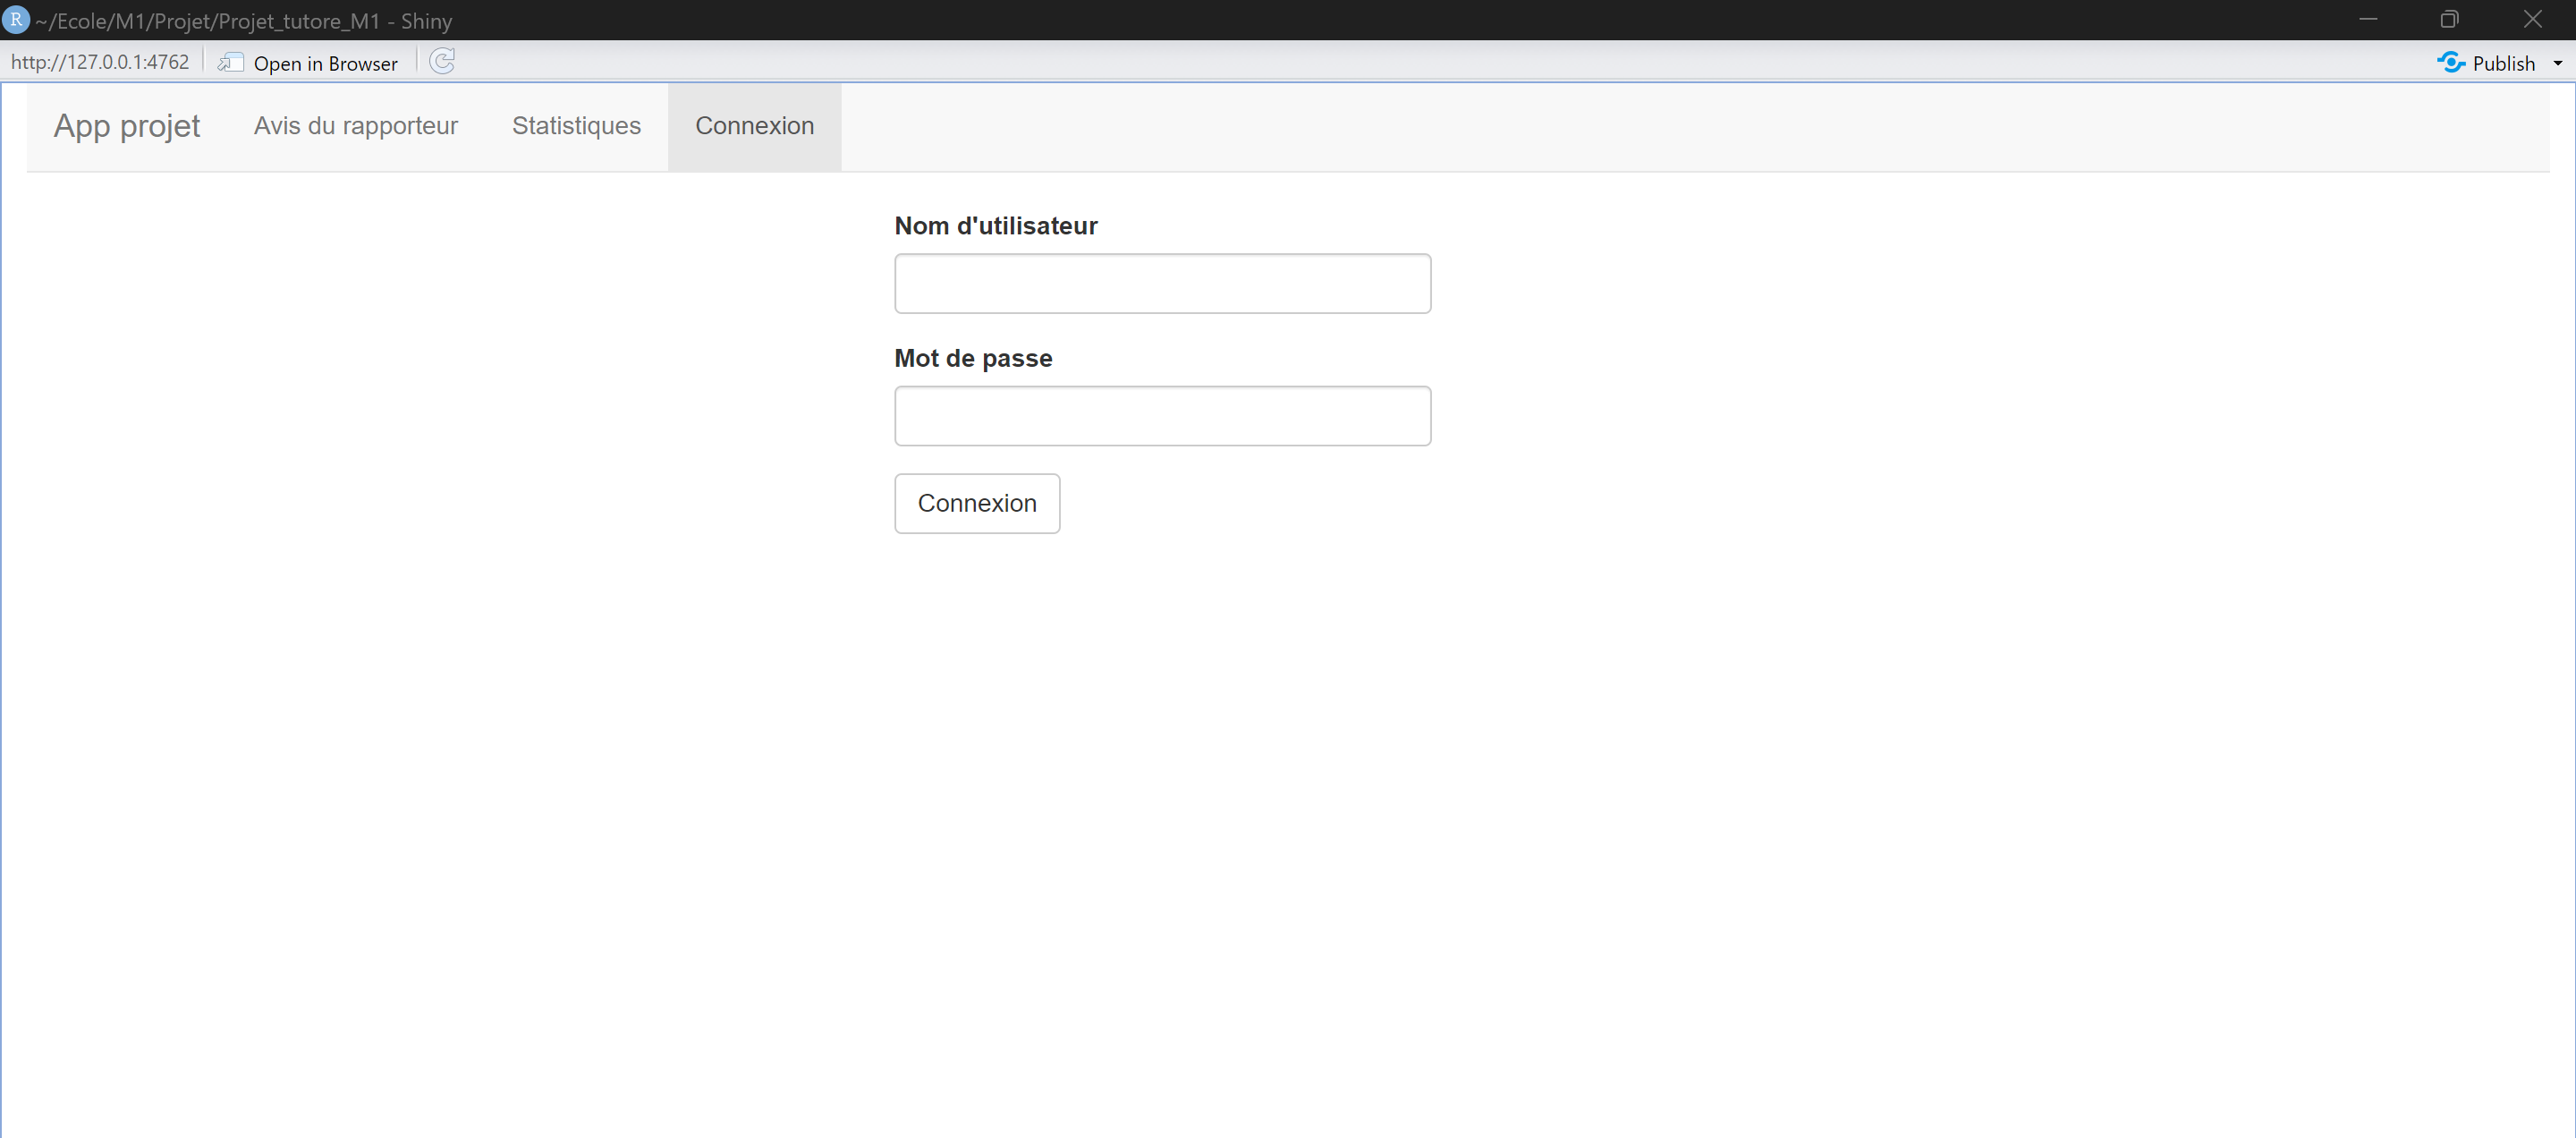 R ~/Ecole/M1/Projet/Projet_tutore_M1 - Shiny
http://127.0.0.1:4762 Open in Browser Publish
App projet Avis du rapporteur Statistiques Connexion
Nom d'utilisateur
Mot de passe
Connexion